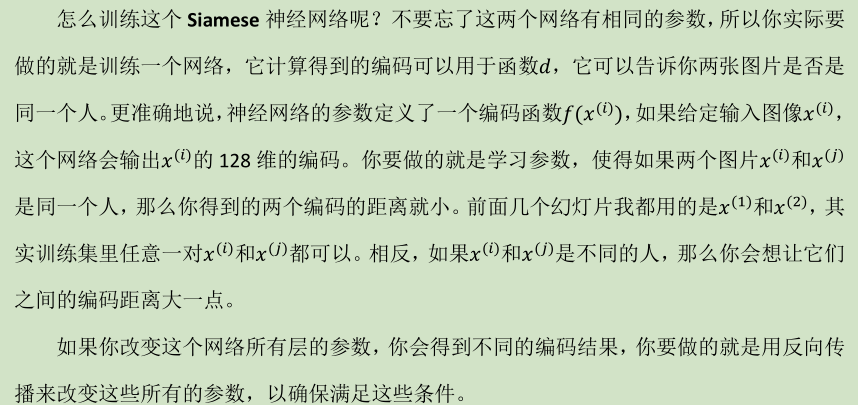 怎么训练这个 Siamese 神经网络呢？不要忘了这两个网络有相同的参数，所以你实际要
做的就是训练一个网络，它计算得到的编码可以用于函数𝑑，它可以告诉你两张图片是否是
同一个人。更准确地说，神经网络的参数定义了一个编码函数𝑓(𝑥⁽ⁱ⁾)，如果给定输入图像𝑥⁽ⁱ⁾，
这个网络会输出𝑥⁽ⁱ⁾的 128 维的编码。你要做的就是学习参数，使得如果两个图片𝑥⁽ⁱ⁾和𝑥⁽ʲ⁾
是同一个人，那么你得到的两个编码的距离就小。前面几个幻灯片我都用的是𝑥⁽¹⁾和𝑥⁽²⁾，其
实训练集里任意一对𝑥⁽ⁱ⁾和𝑥⁽ʲ⁾都可以。相反，如果𝑥⁽ⁱ⁾和𝑥⁽ʲ⁾是不同的人，那么你会想让它们
之间的编码距离大一点。
如果你改变这个网络所有层的参数，你会得到不同的编码结果，你要做的就是用反向传
播来改变这些所有的参数，以确保满足这些条件。